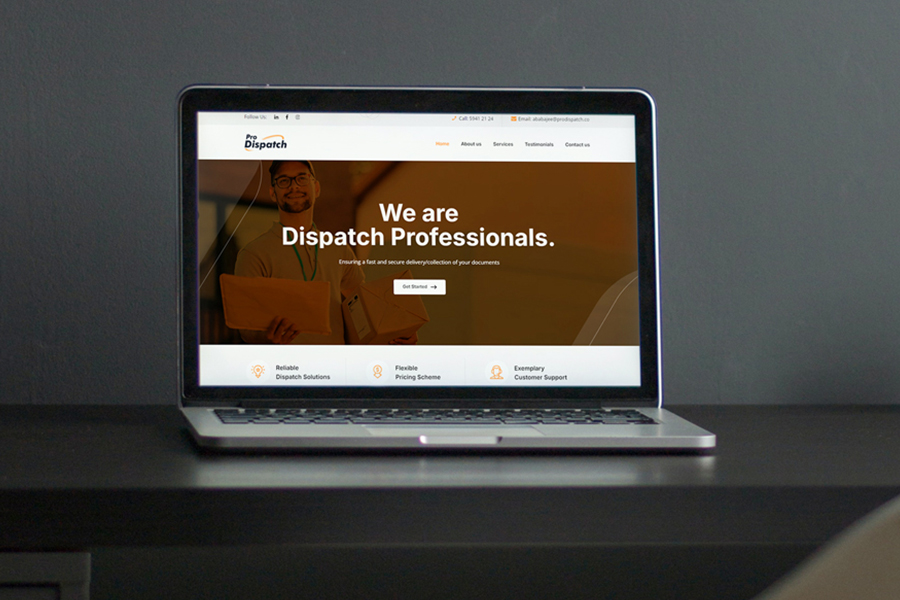 Follow Us:
Call: 5941 21 24
Email: ababajee@prodispatch.co
Pro
Dispatch
Home
About us
Services
Testimonials
Contact us
We are
Dispatch Professionals.
Ensuring a fast and secure delivery/collection of your documents
Get Started
Reliable
Dispatch Solutions
Flexible
Pricing Scheme
Exemplary
Customer Support